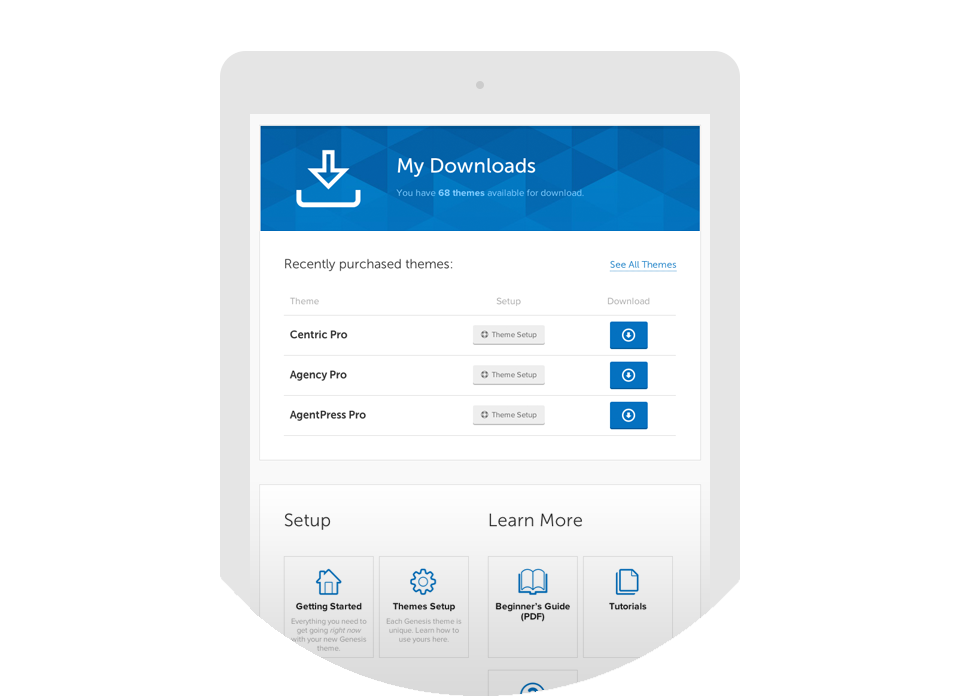 My Downloads
You have 68 themes available for download.
Recently purchased themes:
See All Themes
Theme Setup Download
Centric Pro Theme Setup
Agency Pro Theme Setup
AgentPress Pro Theme Setup
Setup
Learn More
Getting Started
Everything you need to
get going right now
with your new Genesis
theme.
Themes Setup
Each Genesis theme is
unique. Learn how to
use yours here.
Beginner's Guide
(PDF)
Tutorials